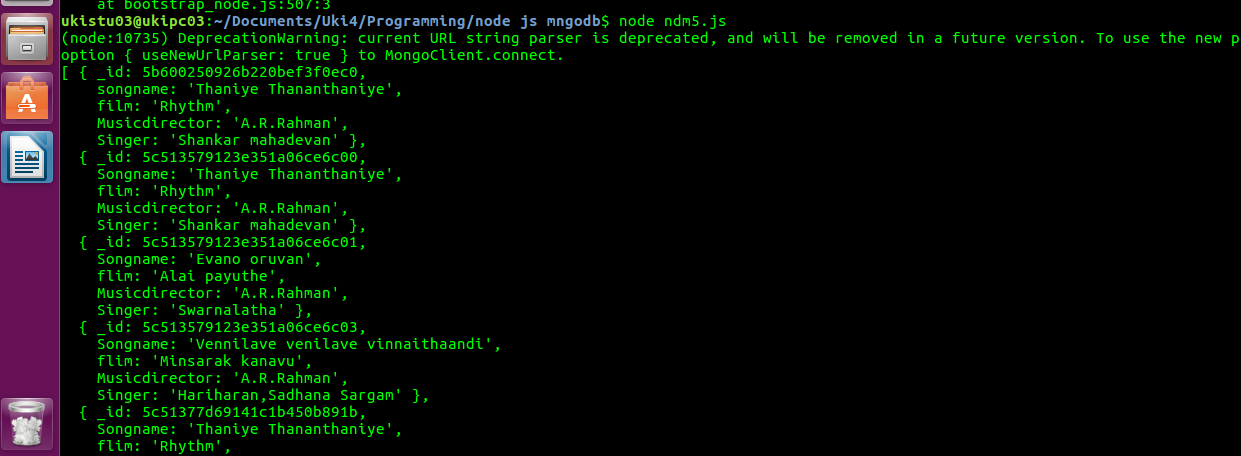 at bootstrap_node.js:507:3
ukistu03@ukipc03:~/Documents/Uki4/Programming/node js mngodb$ node ndm5.js
(node:10735) DeprecationWarning: current URL string parser is deprecated, and will be removed in a future version. To use the new p
option { useNewUrlParser: true } to MongoClient.connect.
[ { _id: 5b600250926b220bef3f0ec0,
songname: 'Thaniye Thananthaniye',
film: 'Rhythm',
Musicdirector: 'A.R.Rahman',
Singer: 'Shankar mahadevan' },
{ _id: 5c513579123e351a06ce6c00,
Songname: 'Thaniye Thananthaniye',
flim: 'Rhythm',
Musicdirector: 'A.R.Rahman',
Singer: 'Shankar mahadevan' },
{ _id: 5c513579123e351a06ce6c01,
Songname: 'Evano oruvan',
flim: 'Alai payuthe',
Musicdirector: 'A.R.Rahman',
Singer: 'Swarnalatha' },
{ _id: 5c513579123e351a06ce6c03,
Songname: 'Vennilave venilave vinnaithaandi',
flim: 'Minsarak kanavu',
Musicdirector: 'A.R.Rahman',
Singer: 'Hariharan,Sadhana Sargam' },
{ _id: 5c51377d69141c1b450b891b,
Songname: 'Thaniye Thananthaniye',
flim: 'Rhythm',